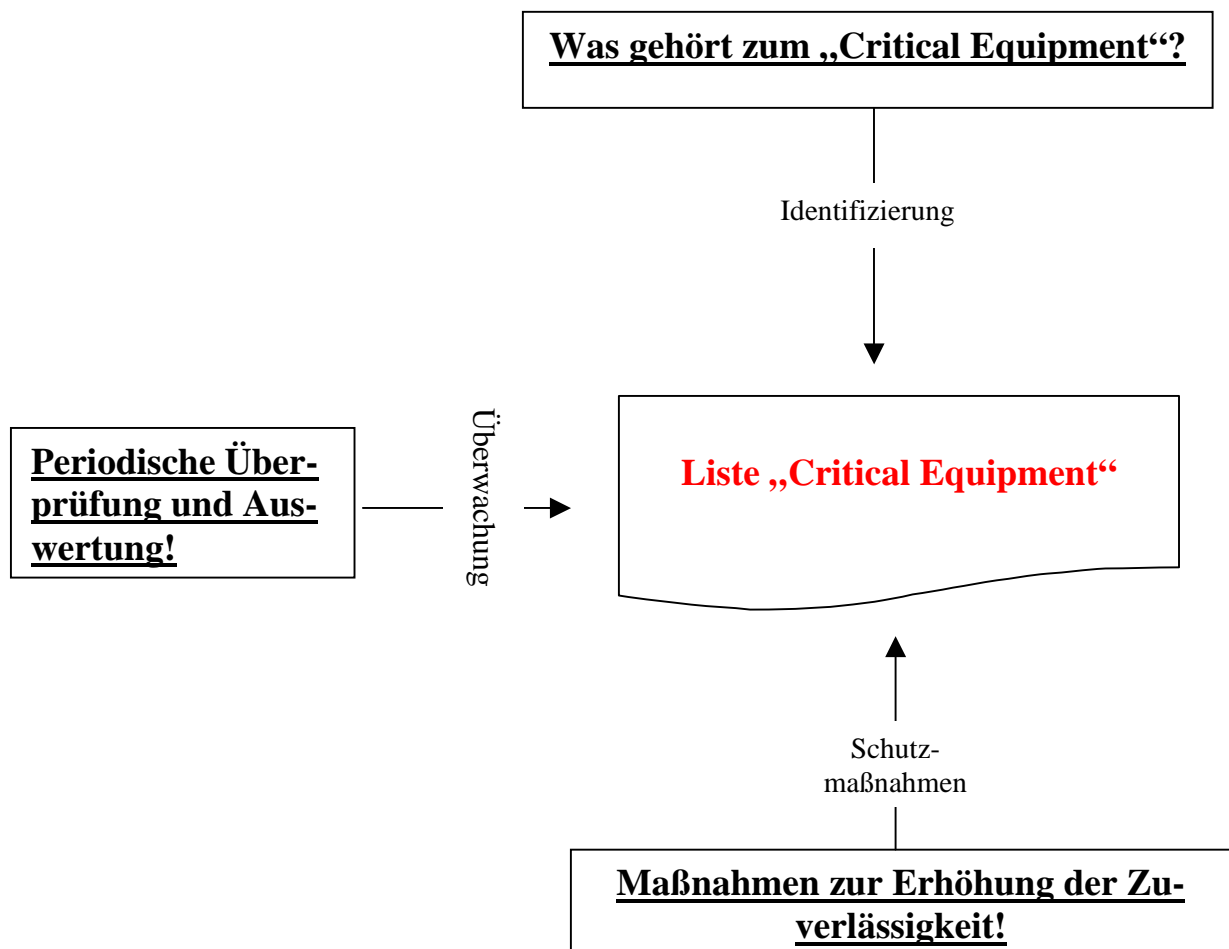 Was gehört zum „Critical Equipment“?
Identifizierung
Überwachung
Periodische Über-
prüfung und Aus-
wertung!
Liste „Critical Equipment“
Schutz-
maßnahmen
Maßnahmen zur Erhöhung der Zu-
verlässigkeit!